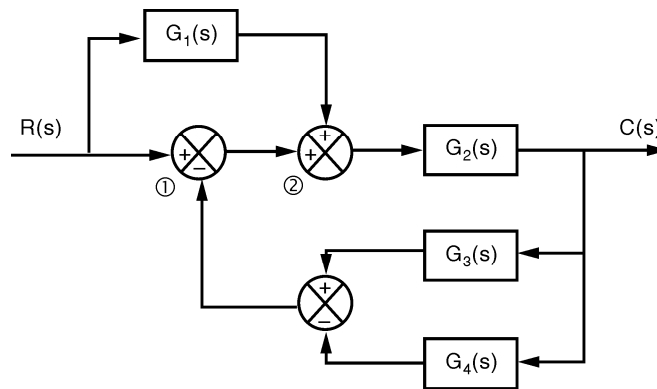 G₁(s)
R(s)
C(s)
+
+
−
+
+
G₂(s)
①
②
G₃(s)
+
−
G₄(s)